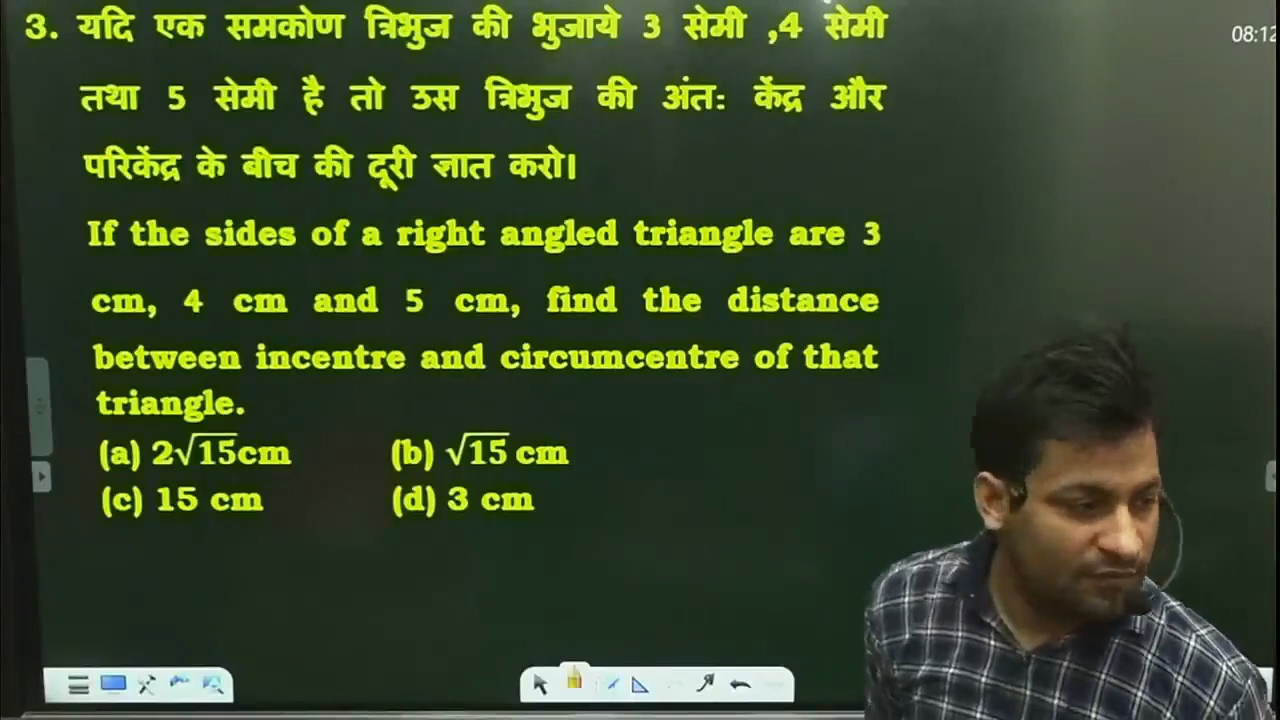 3. यदि एक समकोण त्रिभुज की भुजाये 3 सेमी ,4 सेमी
तथा 5 सेमी है तो उस त्रिभुज की अंत: केंद्र और
परिकेंद्र के बीच की दूरी ज्ञात करो।
If the sides of a right angled triangle are 3
cm, 4 cm and 5 cm, find the distance
between incentre and circumcentre of that
triangle.
(a) 2√15cm (b) √15 cm
(c) 15 cm (d) 3 cm
08:12